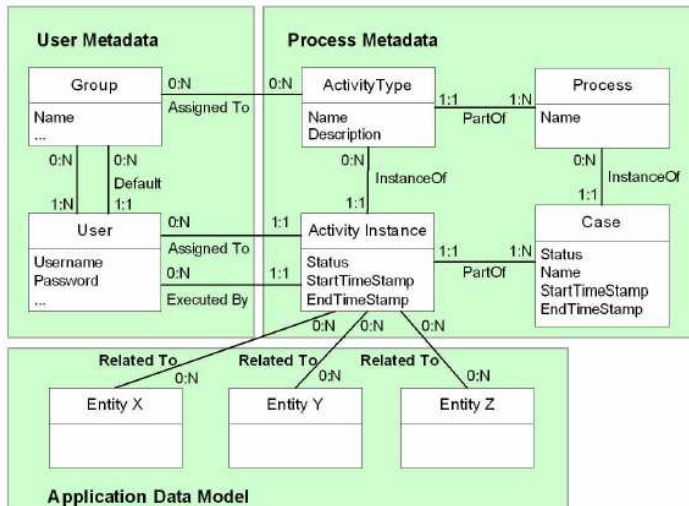 User Metadata
Process Metadata
Group
Name
...
0:N
0:N
Assigned To
ActivityType
Name
Description
1:1
1:N
PartOf
Process
Name
0:N
0:N
Default
1:N
1:1
0:N
InstanceOf
1:1
0:N
InstanceOf
1:1
User
Username
Password
...
0:N
1:1
Assigned To
0:N
1:1
Executed By
Activity Instance
Status
StartTimeStamp
EndTimeStamp
1:1
1:N
PartOf
Case
Status
Name
StartTimeStamp
EndTimeStamp
0:N
0:N
0:N
Related To
Related To
Related To
0:N
0:N
0:N
Entity X
Entity Y
Entity Z
Application Data Model